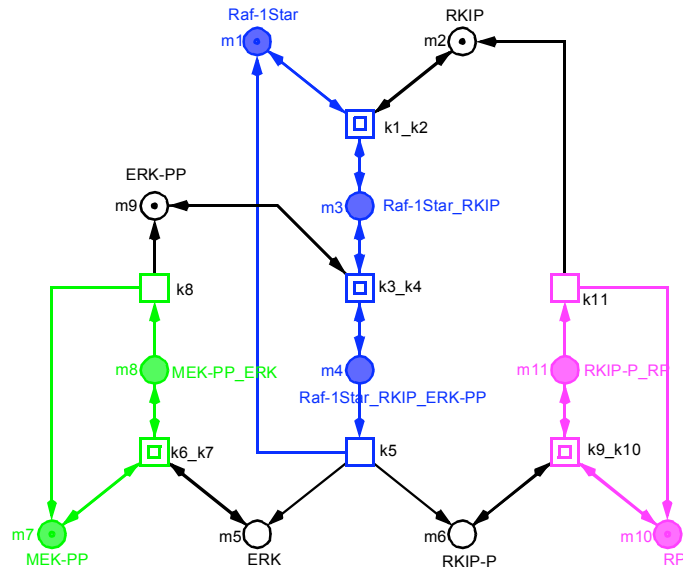 Raf-1Star
RKIP
m1
m2
k1_k2
ERK-PP
m9
m3
Raf-1Star_RKIP
k8
k3_k4
k11
m8
MEK-PP_ERK
m4
Raf-1Star_RKIP_ERK-PP
m11
RKIP-P_RP
k6_k7
k5
k9_k10
m7
MEK-PP
m5
ERK
m6
RKIP-P
m10
RP